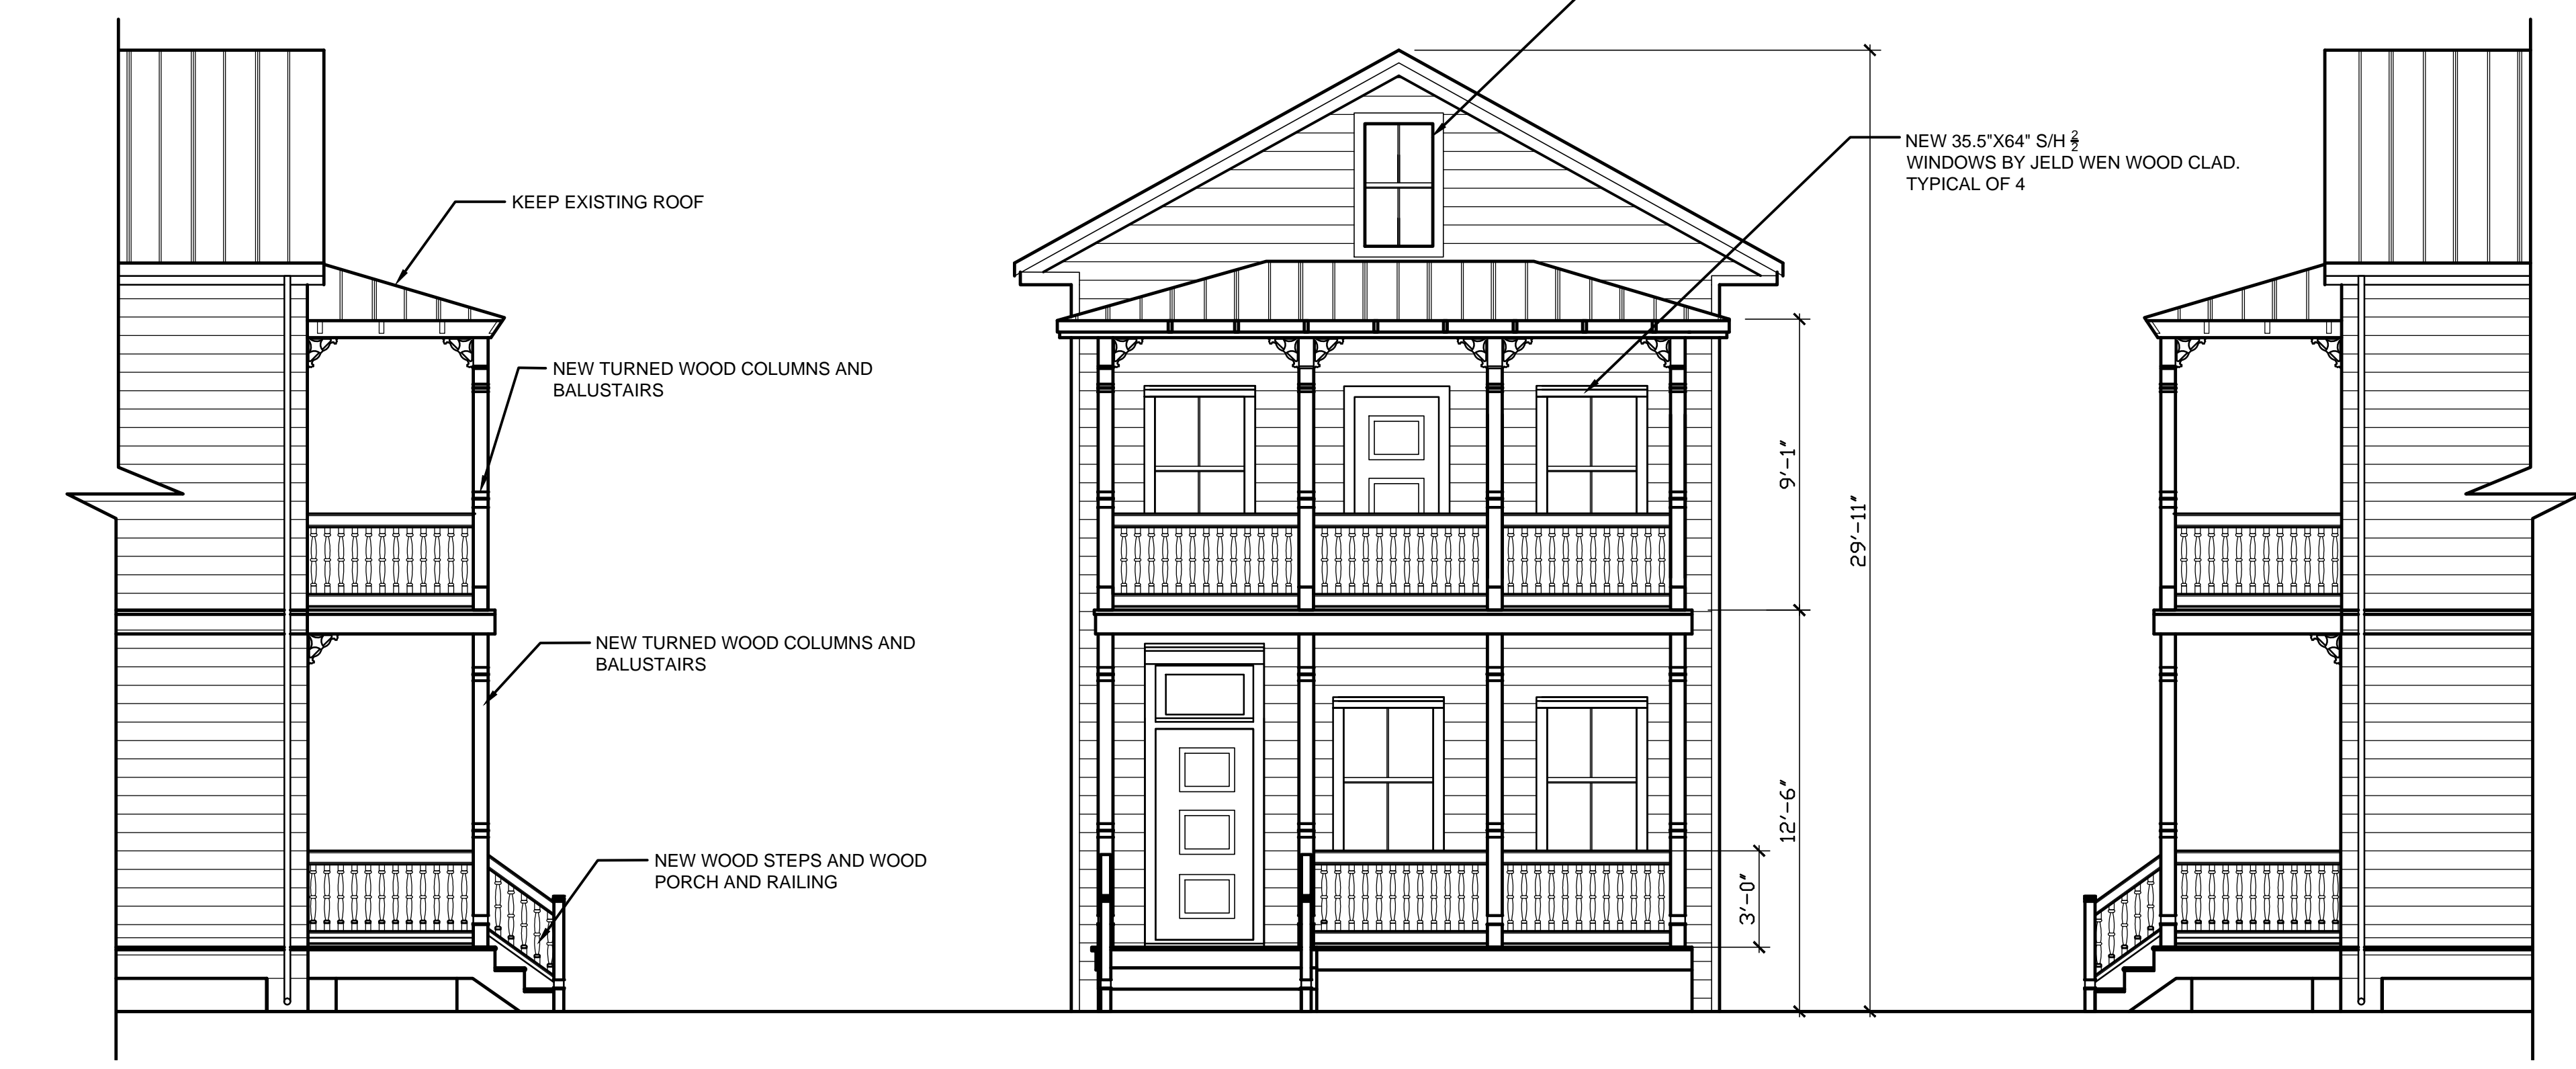 KEEP EXISTING ROOF
NEW TURNED WOOD COLUMNS AND
BALUSTAIRS
NEW TURNED WOOD COLUMNS AND
BALUSTAIRS
NEW WOOD STEPS AND WOOD
PORCH AND RAILING
NEW 35.5"X64" S/H 2/2
WINDOWS BY JELD WEN WOOD CLAD.
TYPICAL OF 4
9'-1"
29'-11"
12'-6"
3'-0"